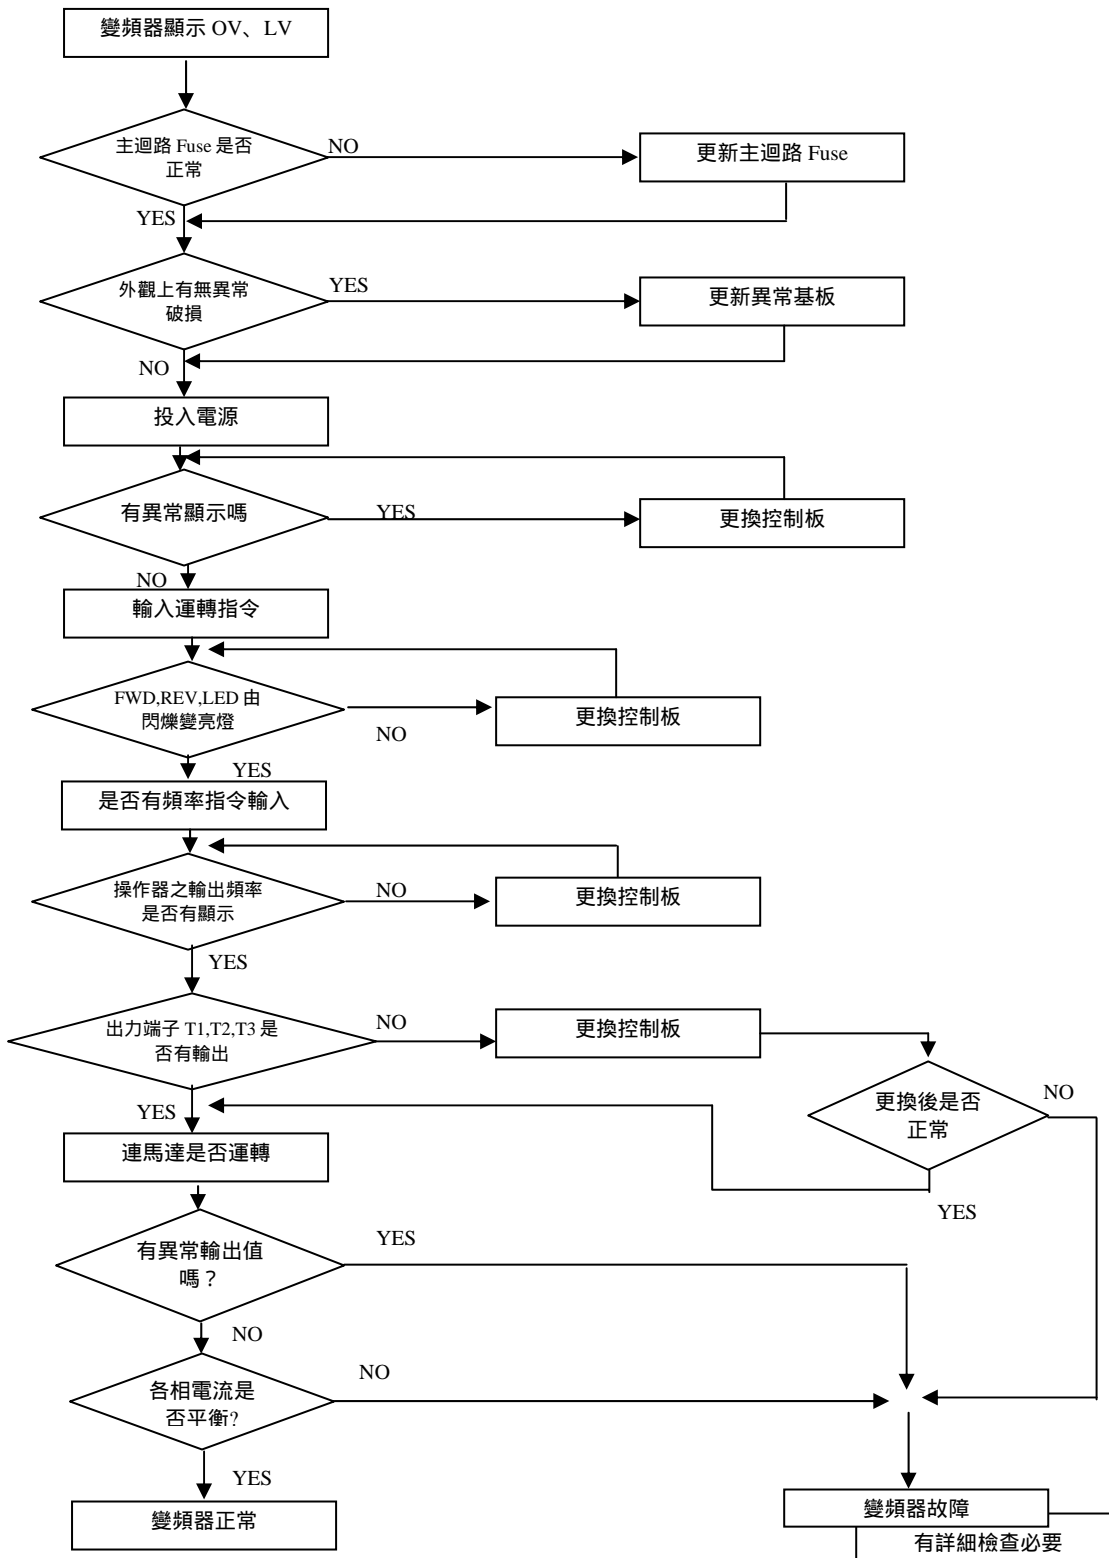 變頻器顯示 OV、LV
主迴路 Fuse 是否
正常
NO
更新主迴路 Fuse
YES
外觀上有無異常
破損
YES
更新異常基板
NO
投入電源
有異常顯示嗎
YES
更換控制板
NO
輸入運轉指令
FWD,REV,LED 由
閃爍變亮燈
NO
更換控制板
YES
是否有頻率指令輸入
操作器之輸出頻率
是否有顯示
NO
更換控制板
YES
出力端子 T1,T2,T3 是
否有輸出
NO
更換控制板
更換後是否
正常
NO
YES
YES
連馬達是否運轉
有異常輸出值
嗎？
YES
NO
各相電流是
否平衡?
NO
YES
變頻器正常
變頻器故障
有詳細檢查必要